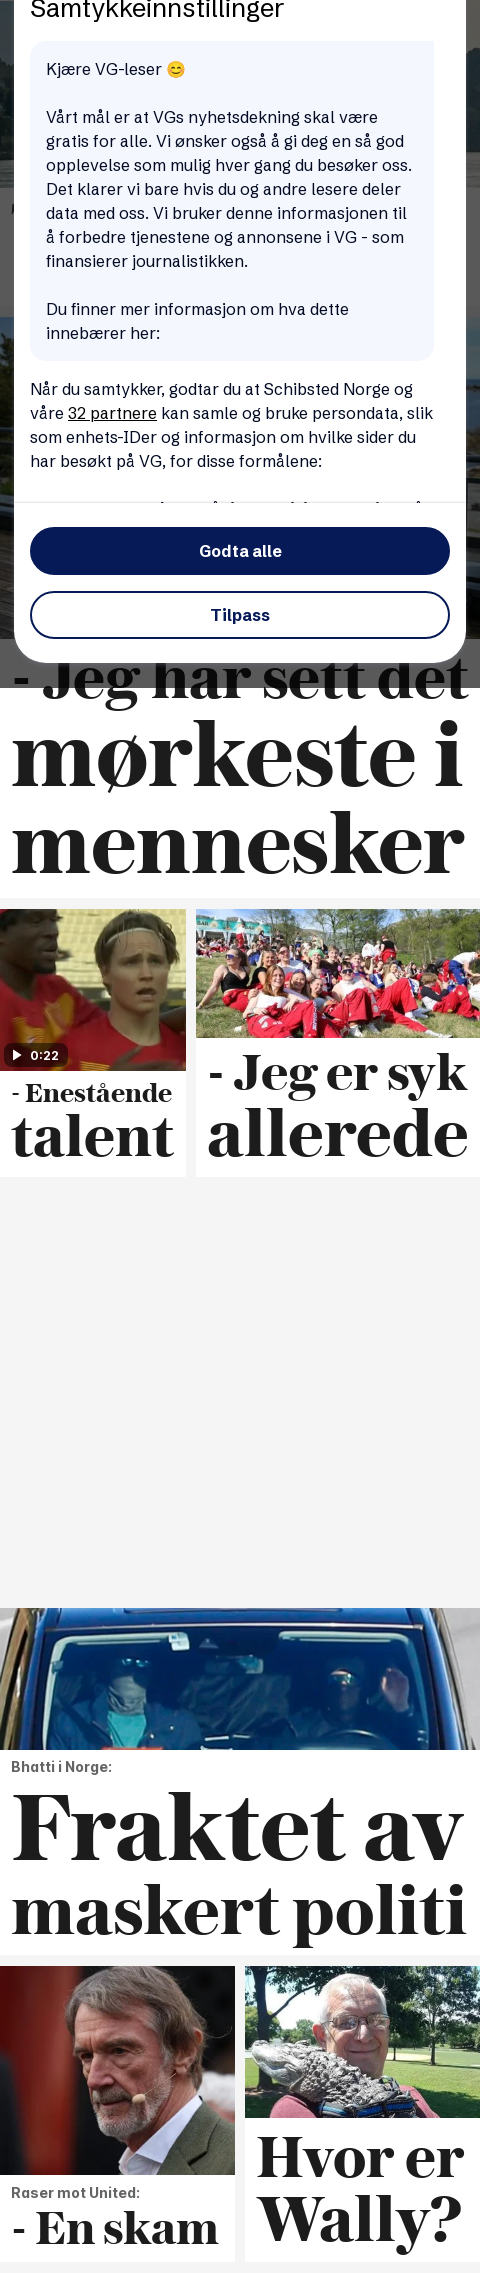 Samtykkeinnstillinger
Kjære VG-leser 😊
Vårt mål er at VGs nyhetsdekning skal være
gratis for alle. Vi ønsker også å gi deg en så god
opplevelse som mulig hver gang du besøker oss.
Det klarer vi bare hvis du og andre lesere deler
data med oss. Vi bruker denne informasjonen til
å forbedre tjenestene og annonsene i VG - som
finansierer journalistikken.
Du finner mer informasjon om hva dette
innebærer her:
Når du samtykker, godtar du at Schibsted Norge og
våre 32 partnere kan samle og bruke persondata, slik
som enhets-IDer og informasjon om hvilke sider du
har besøkt på VG, for disse formålene:
Godta alle
Tilpass
- Jeg har sett det
mørkeste i
mennesker
0:22
- Enestående
talent
- Jeg er syk
allerede
Bhatti i Norge:
Fraktet av
maskert politi
Raser mot United:
- En skam
Hvor er
Wally?